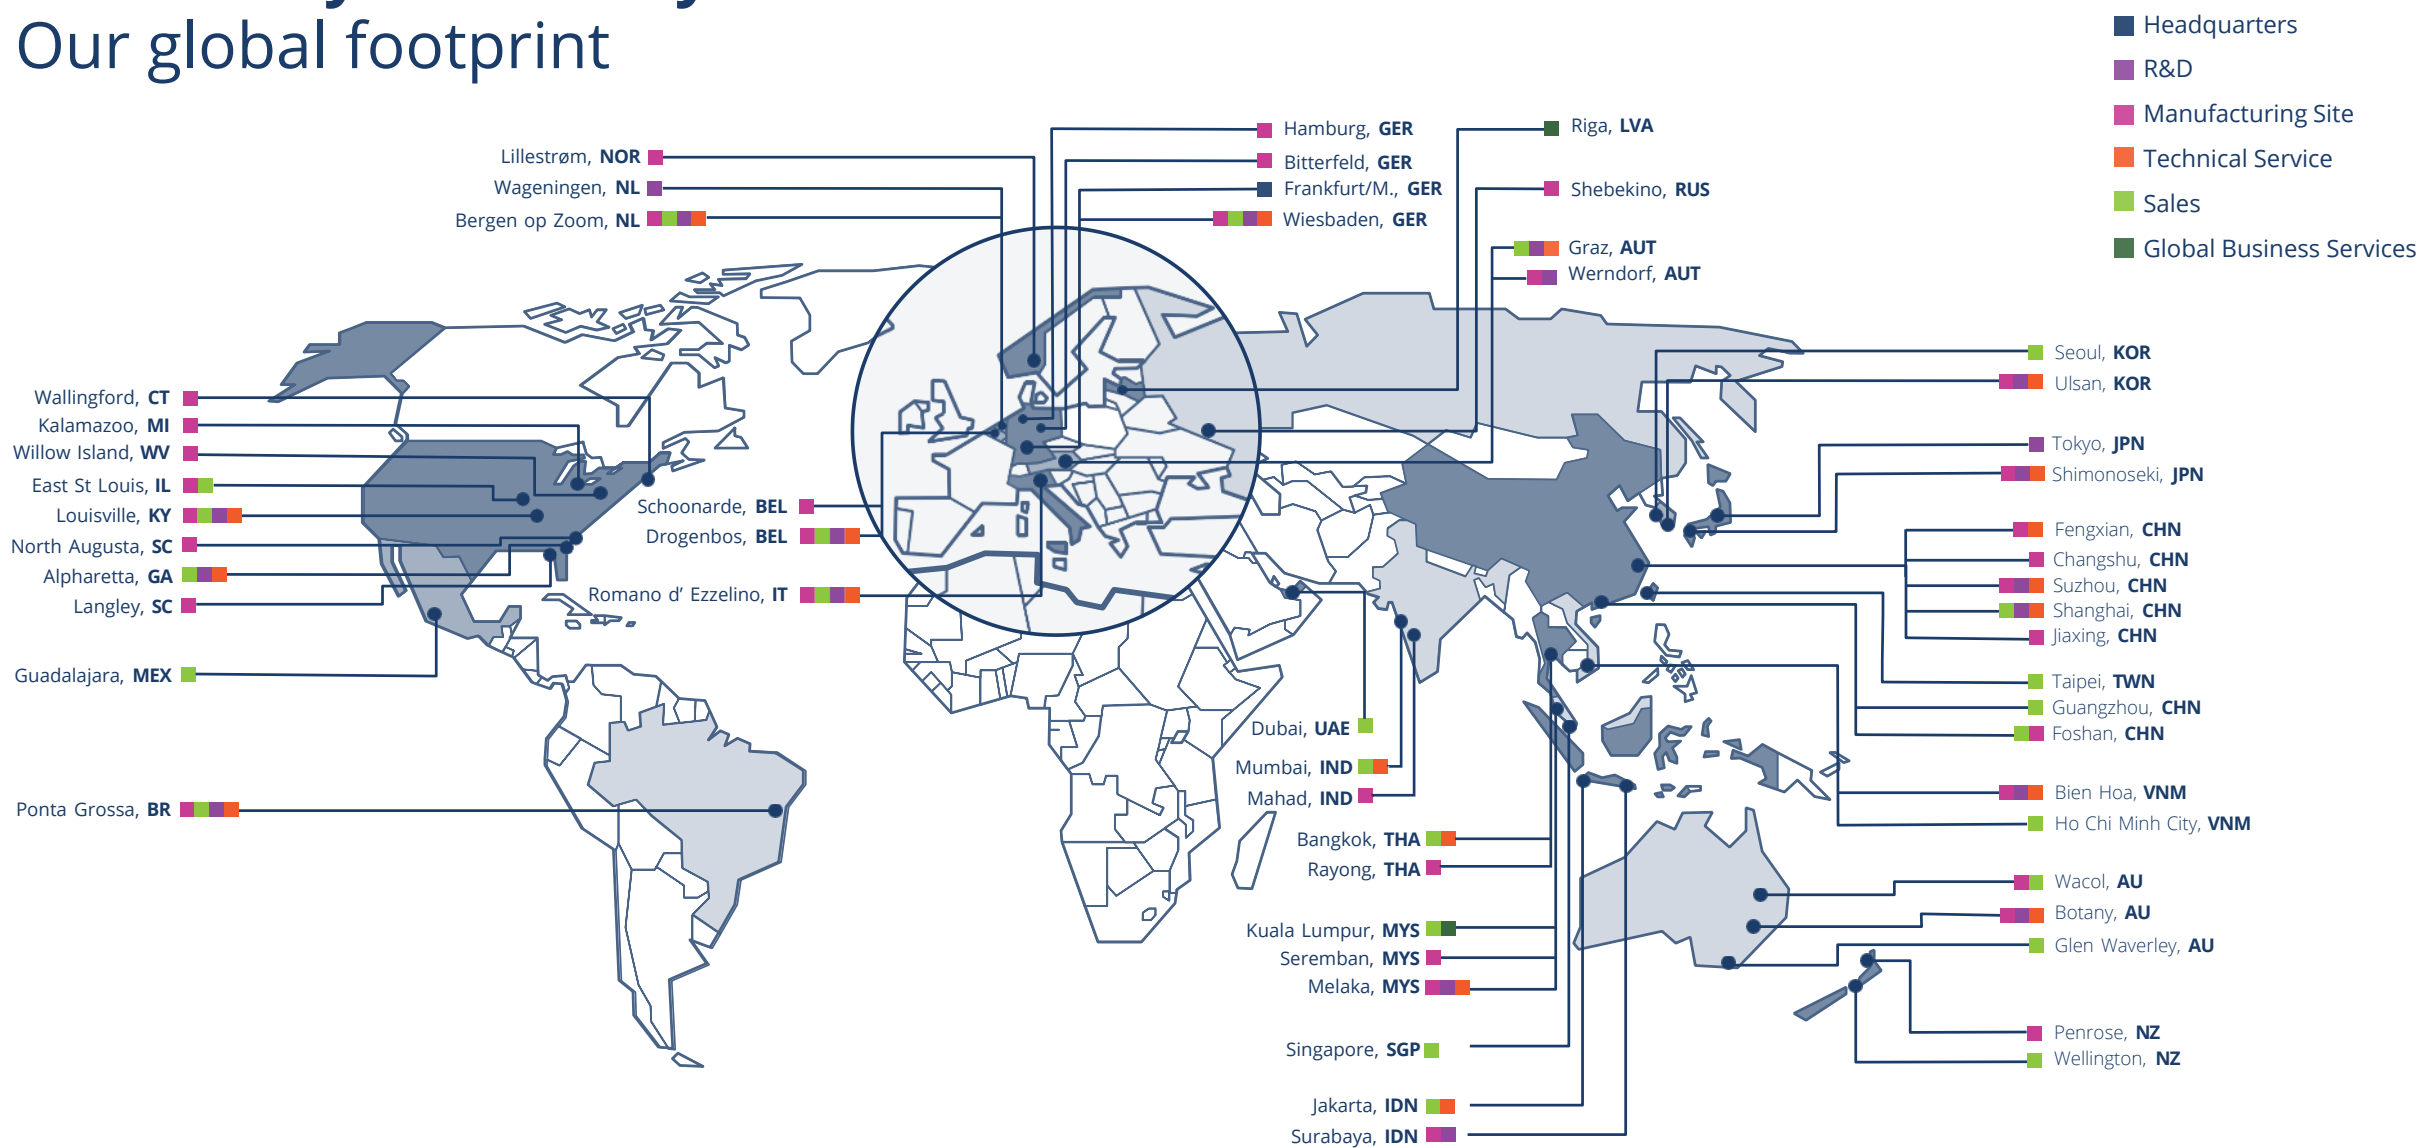 Our global footprint
Headquarters
R&D
Manufacturing Site
Technical Service
Sales
Global Business Services
Lillestrøm, NOR
Wageningen, NL
Bergen op Zoom, NL
Hamburg, GER
Bitterfeld, GER
Frankfurt/M., GER
Wiesbaden, GER
Riga, LVA
Shebekino, RUS
Graz, AUT
Werndorf, AUT
Wallingford, CT
Kalamazoo, MI
Willow Island, WV
East St Louis, IL
Louisville, KY
North Augusta, SC
Alpharetta, GA
Langley, SC
Guadalajara, MEX
Ponta Grossa, BR
Schoonarde, BEL
Drogenbos, BEL
Romano d’ Ezzelino, IT
Dubai, UAE
Mumbai, IND
Mahad, IND
Bangkok, THA
Rayong, THA
Kuala Lumpur, MYS
Seremban, MYS
Melaka, MYS
Singapore, SGP
Jakarta, IDN
Surabaya, IDN
Seoul, KOR
Ulsan, KOR
Tokyo, JPN
Shimonoseki, JPN
Fengxian, CHN
Changshu, CHN
Suzhou, CHN
Shanghai, CHN
Jiaxing, CHN
Taipei, TWN
Guangzhou, CHN
Foshan, CHN
Bien Hoa, VNM
Ho Chi Minh City, VNM
Wacol, AU
Botany, AU
Glen Waverley, AU
Penrose, NZ
Wellington, NZ